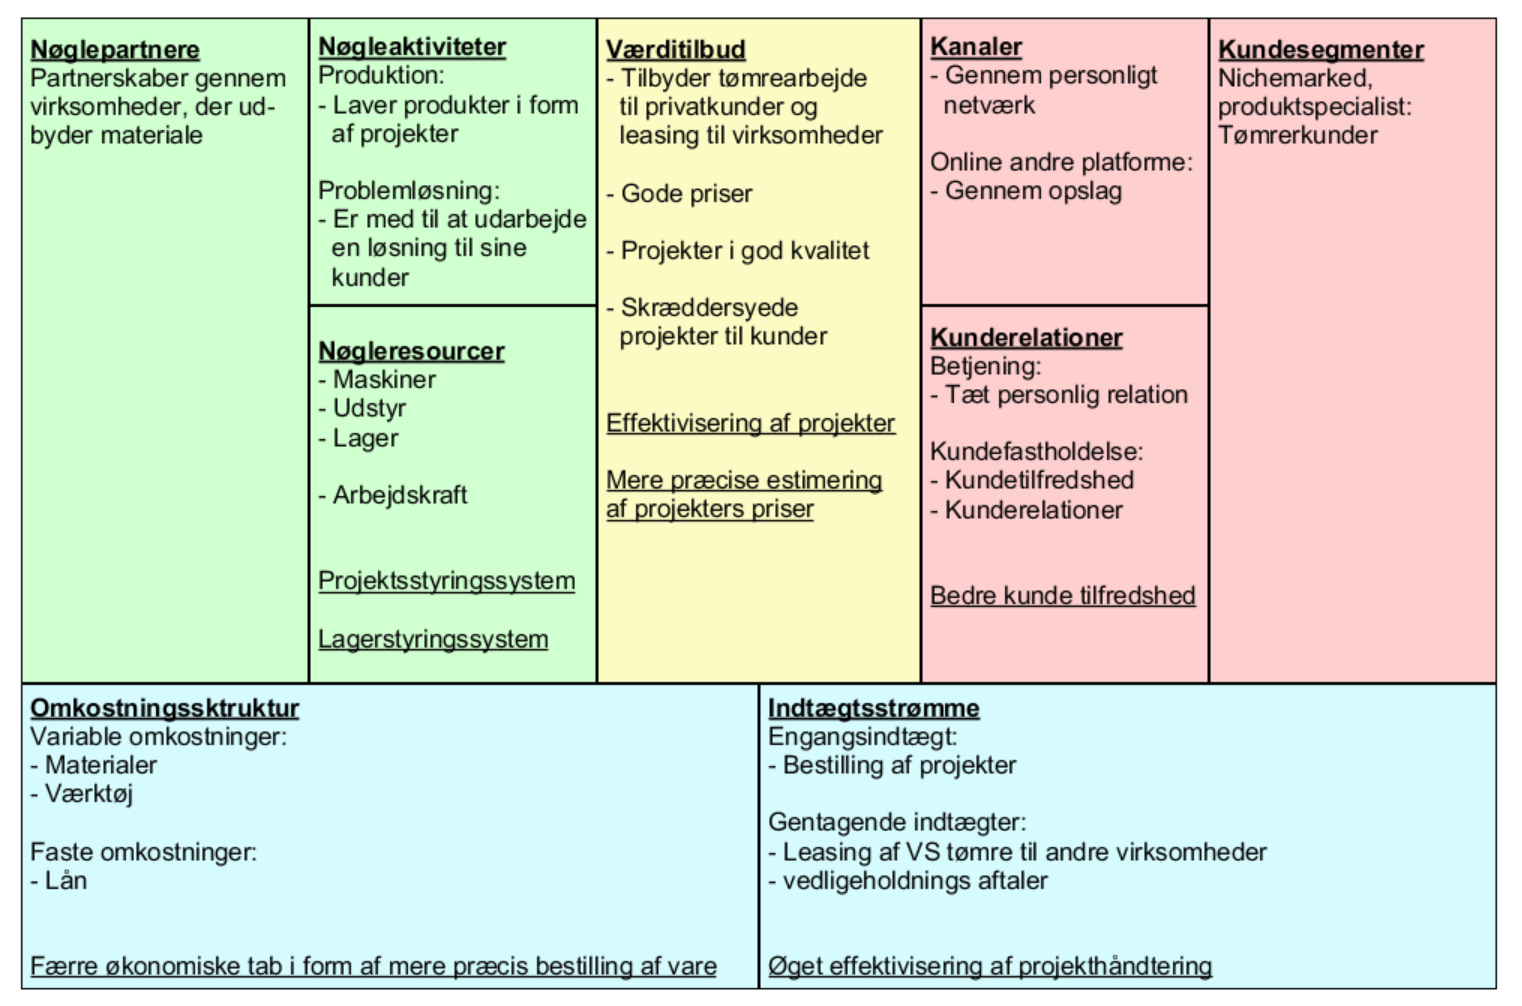 Nøglepartnere
Partnerskaber gennem
virksomheder, der ud-
byder materiale
Nøgleaktiviteter
Produktion:
- Laver produkter i form
af projekter
Problemløsning:
- Er med til at udarbejde
en løsning til sine
kunder
Nøgleresourcer
- Maskiner
- Udstyr
- Lager
- Arbejdskraft
Projektsstyringssystem
Lagerstyringssystem
Værditilbud
- Tilbyder tømrearbejde
til privatkunder og
leasing til virksomheder
- Gode priser
- Projekter i god kvalitet
- Skræddersyede
projekter til kunder
Effektivisering af projekter
Mere præcise estimering
af projekters priser
Kanaler
- Gennem personligt
netværk
Online andre platforme:
- Gennem opslag
Kunderelationer
Betjening:
- Tæt personlig relation
Kundefastholdelse:
- Kundetilfredshed
- Kunderelationer
Bedre kunde tilfredshed
Kundesegmenter
Nichemarked,
produktspecialist:
Tømrerkunder
Omkostningssktruktur
Variable omkostninger:
- Materialer
- Værktøj
Faste omkostninger:
- Lån
Færre økonomiske tab i form af mere præcis bestilling af vare
Indtægtsstrømme
Engangsindtægt:
- Bestilling af projekter
Gentagende indtægter:
- Leasing af VS tømre til andre virksomheder
- vedligeholdnings aftaler
Øget effektivisering af projekthåndtering